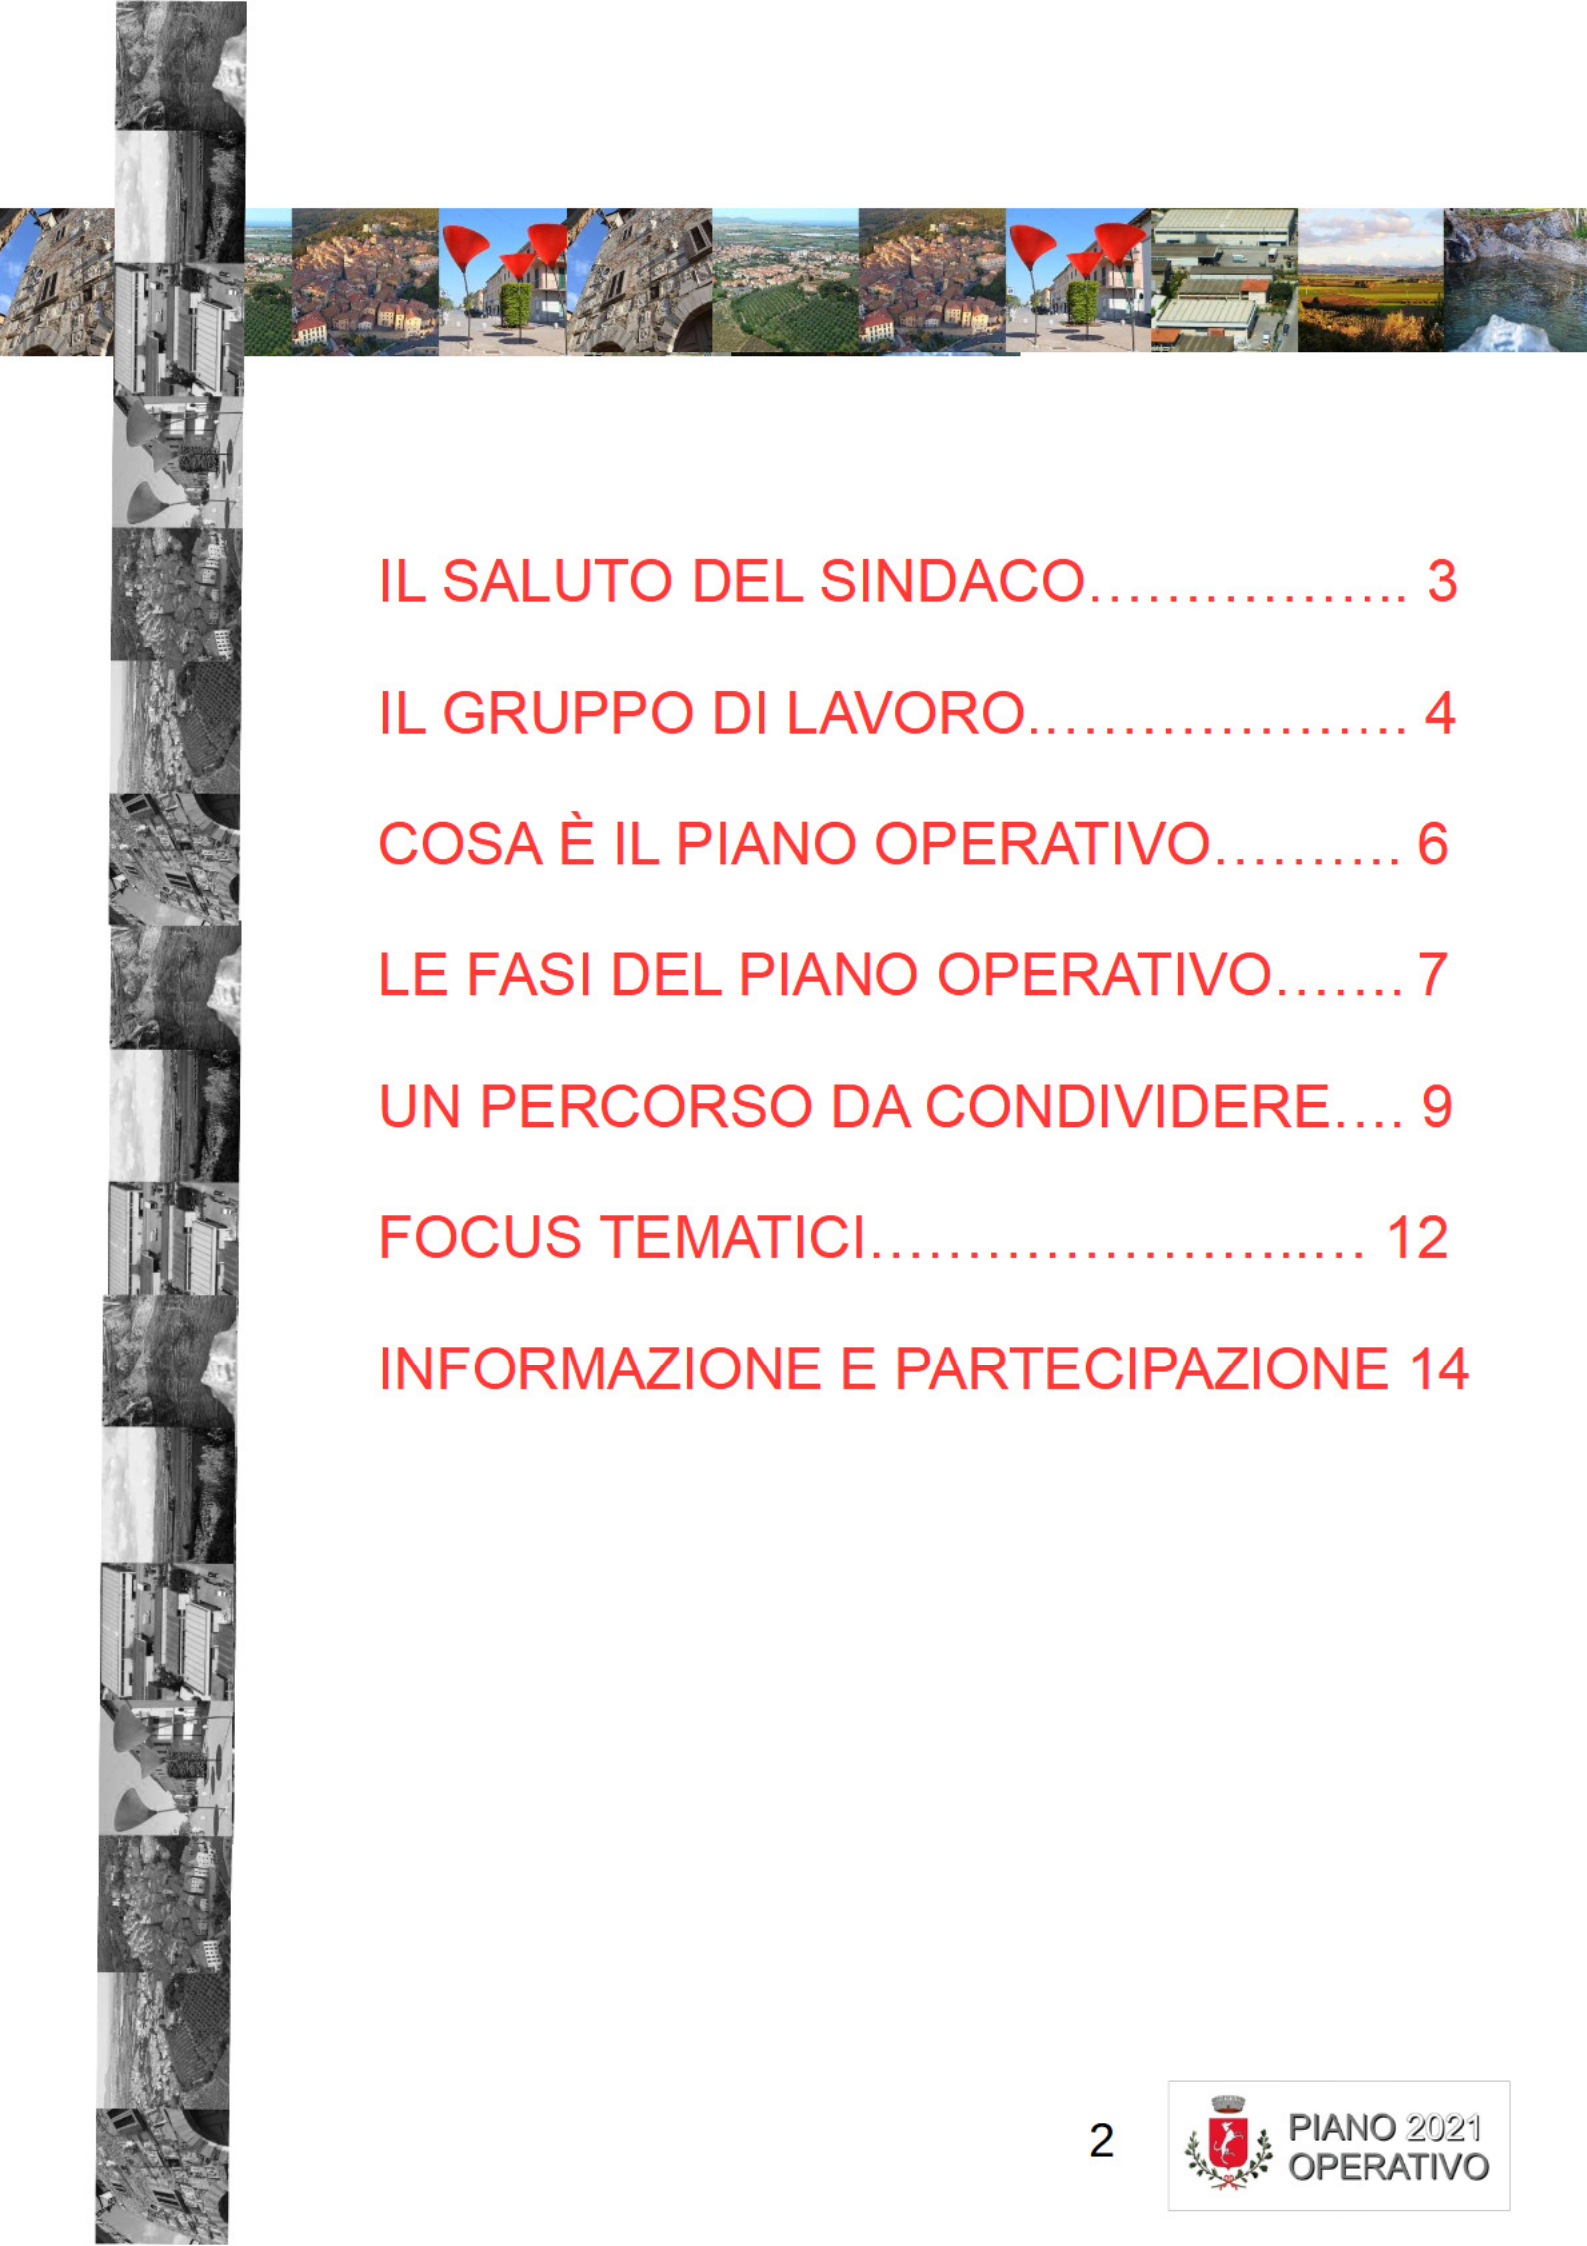 IL SALUTO DEL SINDACO…………….. 3
IL GRUPPO DI LAVORO………………. 4
COSA È IL PIANO OPERATIVO………. 6
LE FASI DEL PIANO OPERATIVO……. 7
UN PERCORSO DA CONDIVIDERE…. 9
FOCUS TEMATICI…………………..… 12
INFORMAZIONE E PARTECIPAZIONE 14
2
PIANO 2021
OPERATIVO